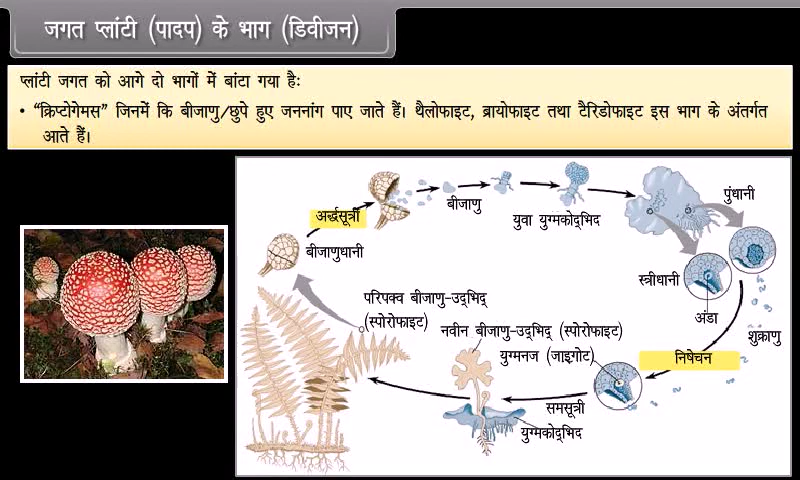 जगत प्लांटी (पादप) के भाग (डिवीजन)
प्लांटी जगत को आगे दो भागों में बांटा गया हैः
• “क्रिप्टोगेमस” जिनमें कि बीजाणु/छुपे हुए जननांग पाए जाते हैं। थैलोफाइट, ब्रायोफाइट तथा टैरिडोफाइट इस भाग के अंतर्गत
आते हैं।
पुंधानी
बीजाणु
अर्द्धसूत्री
युवा युग्मकोद्भिद
बीजाणुधानी
स्त्रीधानी
परिपक्व बीजाणु-उद्भिद्
(स्पोरोफाइट)
अंडा
नवीन बीजाणु-उद्भिद् (स्पोरोफाइट)
शुक्राणु
युग्मनज (जाइगोट)
निषेचन
समसूत्री
युग्मकोद्भिद